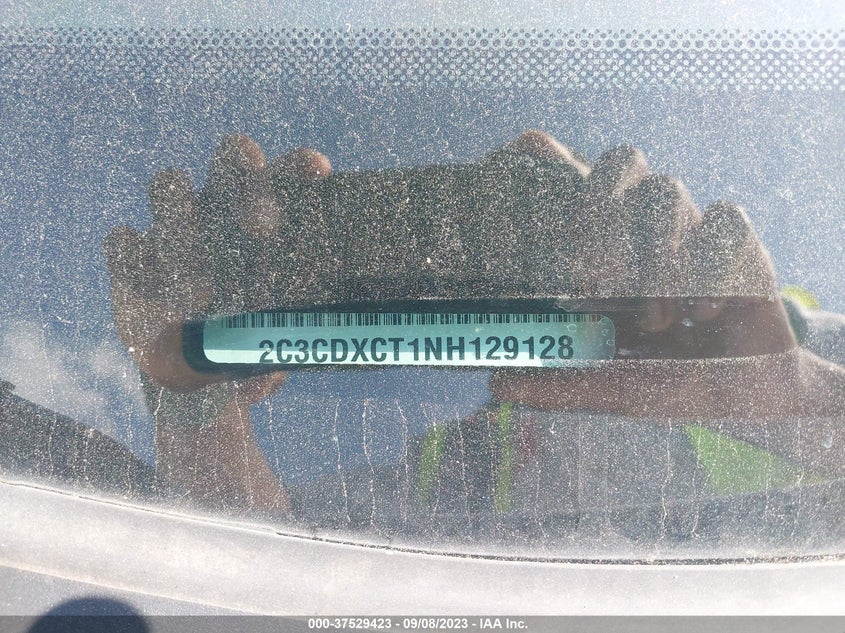 2C3CDXCT1NH129128
000-37529423 - 09/08/2023 - IAA Inc.